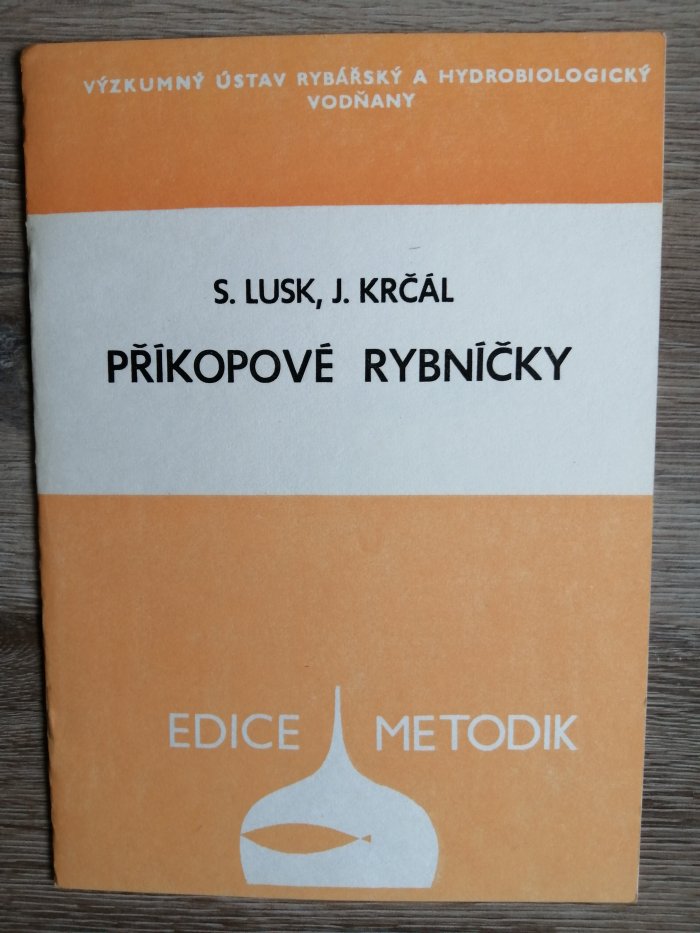 VÝZKUMNÝ ÚSTAV RYBÁŘSKÝ A HYDROBIOLOGICKÝ
VODŇANY
S. LUSK, J. KRČÁL
PŘÍKOPOVÉ RYBNÍČKY
EDICE METODIK